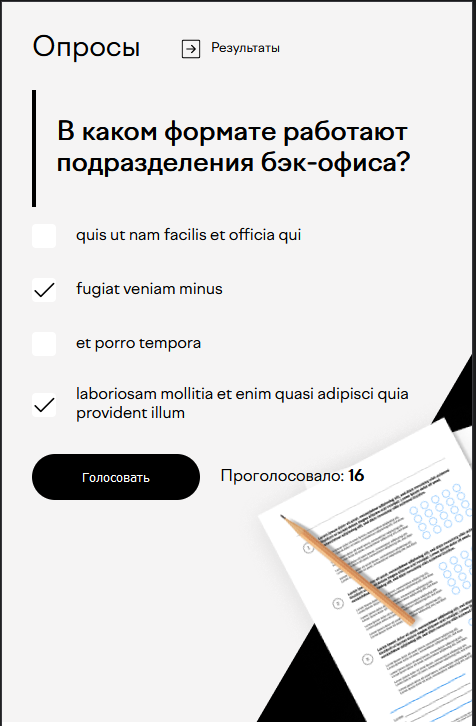 Опросы
Результаты
В каком формате работают
подразделения бэк-офиса?
quis ut nam facilis et officia qui
fugiat veniam minus
et porro tempora
laboriosam mollitia et enim quasi adipisci quia
provident illum
Голосовать
Проголосовало: 16